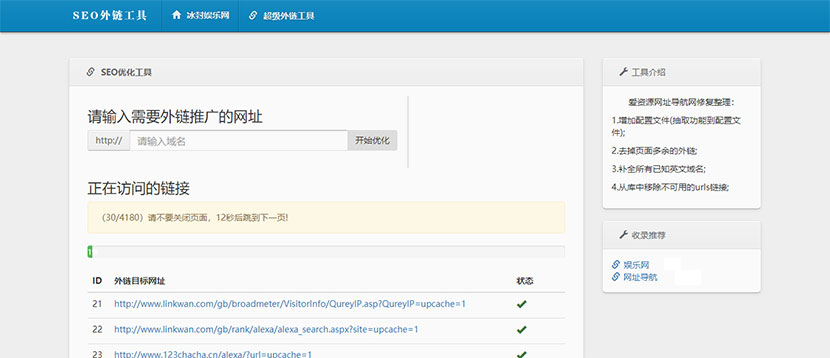 SEO外链工具
冰封娱乐网
超级外链工具
SEO优化工具
请输入需要外链推广的网址
http://
请输入域名
开始优化
正在访问的链接
（30/4180）请不要关闭页面，12秒后跳到下一页!
1
ID
外链目标网址
状态
21
http://www.linkwan.com/gb/broadmeter/VisitorInfo/QureyIP.asp?QureyIP=upcache=1
22
http://www.linkwan.com/gb/rank/alexa/alexa_search.aspx?site=upcache=1
23
http://www.123chacha.cn/alexa/?url=upcache=1
工具介绍
爱资源网址导航网修复整理：
1.增加配置文件(抽取功能到配置文
件);
2.去掉页面多余的外链;
3.补全所有已知英文域名;
4.从库中移除不可用的urls链接;
收录推荐
娱乐网
网址导航